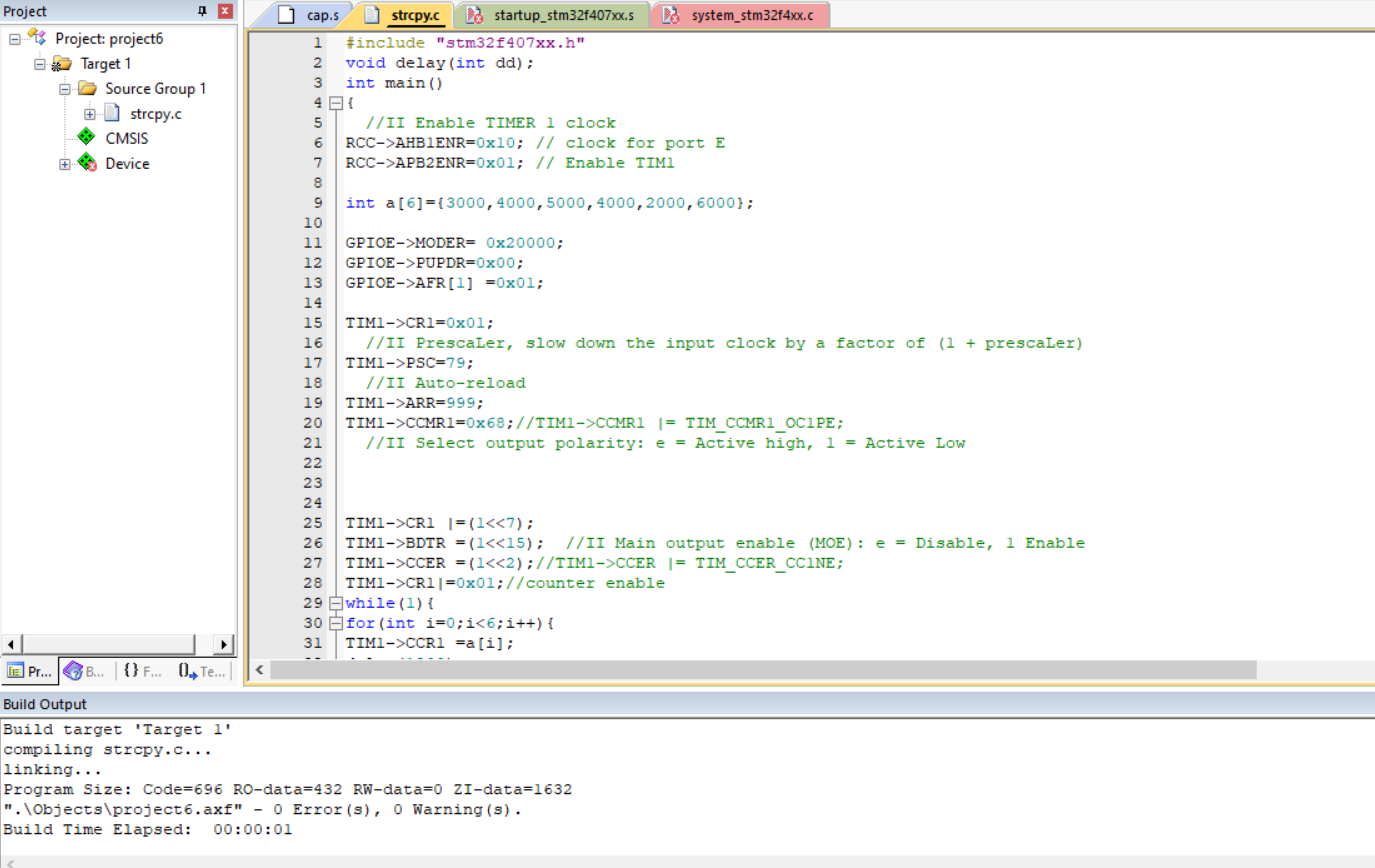 Project
Project: project6
Target 1
Source Group 1
strcpy.c
CMSIS
Device
Pr...
B...
{} F...
Te...
cap.s
strcpy.c
startup_stm32f407xx.s
system_stm32f4xx.c
1 #include "stm32f407xx.h"
2 void delay(int dd);
3 int main()
4 {
5 //II Enable TIMER 1 clock
6 RCC->AHB1ENR=0x10; // clock for port E
7 RCC->APB2ENR=0x01; // Enable TIM1
8
9 int a[6]={3000,4000,5000,4000,2000,6000};
10
11 GPIOE->MODER= 0x20000;
12 GPIOE->PUPDR=0x00;
13 GPIOE->AFR[1] =0x01;
14
15 TIM1->CR1=0x01;
16 //II PrescaLer, slow down the input clock by a factor of (1 + prescaLer)
17 TIM1->PSC=79;
18 //II Auto-reload
19 TIM1->ARR=999;
20 TIM1->CCMR1=0x68;//TIM1->CCMR1 |= TIM_CCMR1_OC1PE;
21 //II Select output polarity: e = Active high, 1 = Active Low
22
23
24
25 TIM1->CR1 |=(1<<7);
26 TIM1->BDTR =(1<<15); //II Main output enable (MOE): e = Disable, 1 Enable
27 TIM1->CCER =(1<<2);//TIM1->CCER |= TIM_CCER_CC1NE;
28 TIM1->CR1|=0x01;//counter enable
29 while(1){
30 for(int i=0;i<6;i++){
31 TIM1->CCR1 =a[i];
Build Output
Build target 'Target 1'
compiling strcpy.c...
linking...
Program Size: Code=696 RO-data=432 RW-data=0 ZI-data=1632
".\Objects\project6.axf" - 0 Error(s), 0 Warning(s).
Build Time Elapsed:  00:00:01